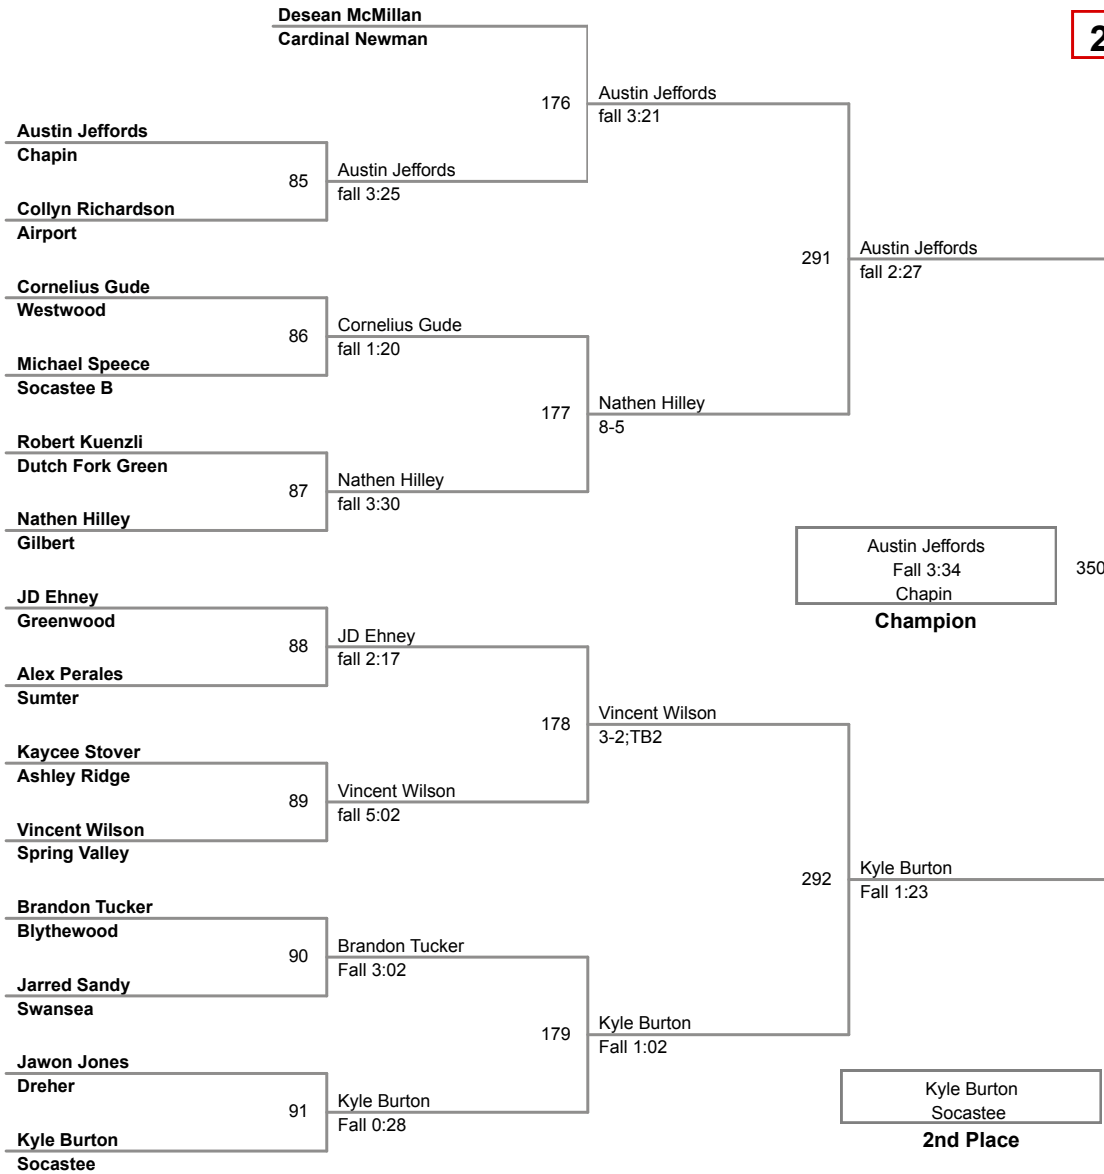 Desean McMillan
Cardinal Newman
2
176
Austin Jeffords
fall 3:21
Austin Jeffords
Chapin
85
Austin Jeffords
fall 3:25
Collyn Richardson
Airport
291
Austin Jeffords
fall 2:27
Cornelius Gude
Westwood
86
Cornelius Gude
fall 1:20
Michael Speece
Socastee B
177
Nathen Hilley
8-5
Robert Kuenzli
Dutch Fork Green
87
Nathen Hilley
fall 3:30
Nathen Hilley
Gilbert
Austin Jeffords
Fall 3:34
Chapin
350
Champion
JD Ehney
Greenwood
88
JD Ehney
fall 2:17
Alex Perales
Sumter
178
Vincent Wilson
3-2;TB2
Kaycee Stover
Ashley Ridge
89
Vincent Wilson
fall 5:02
Vincent Wilson
Spring Valley
292
Kyle Burton
Fall 1:23
Brandon Tucker
Blythewood
90
Brandon Tucker
Fall 3:02
Jarred Sandy
Swansea
179
Kyle Burton
Fall 1:02
Jawon Jones
Dreher
91
Kyle Burton
Fall 0:28
Kyle Burton
Socastee
Kyle Burton
Socastee
2nd Place